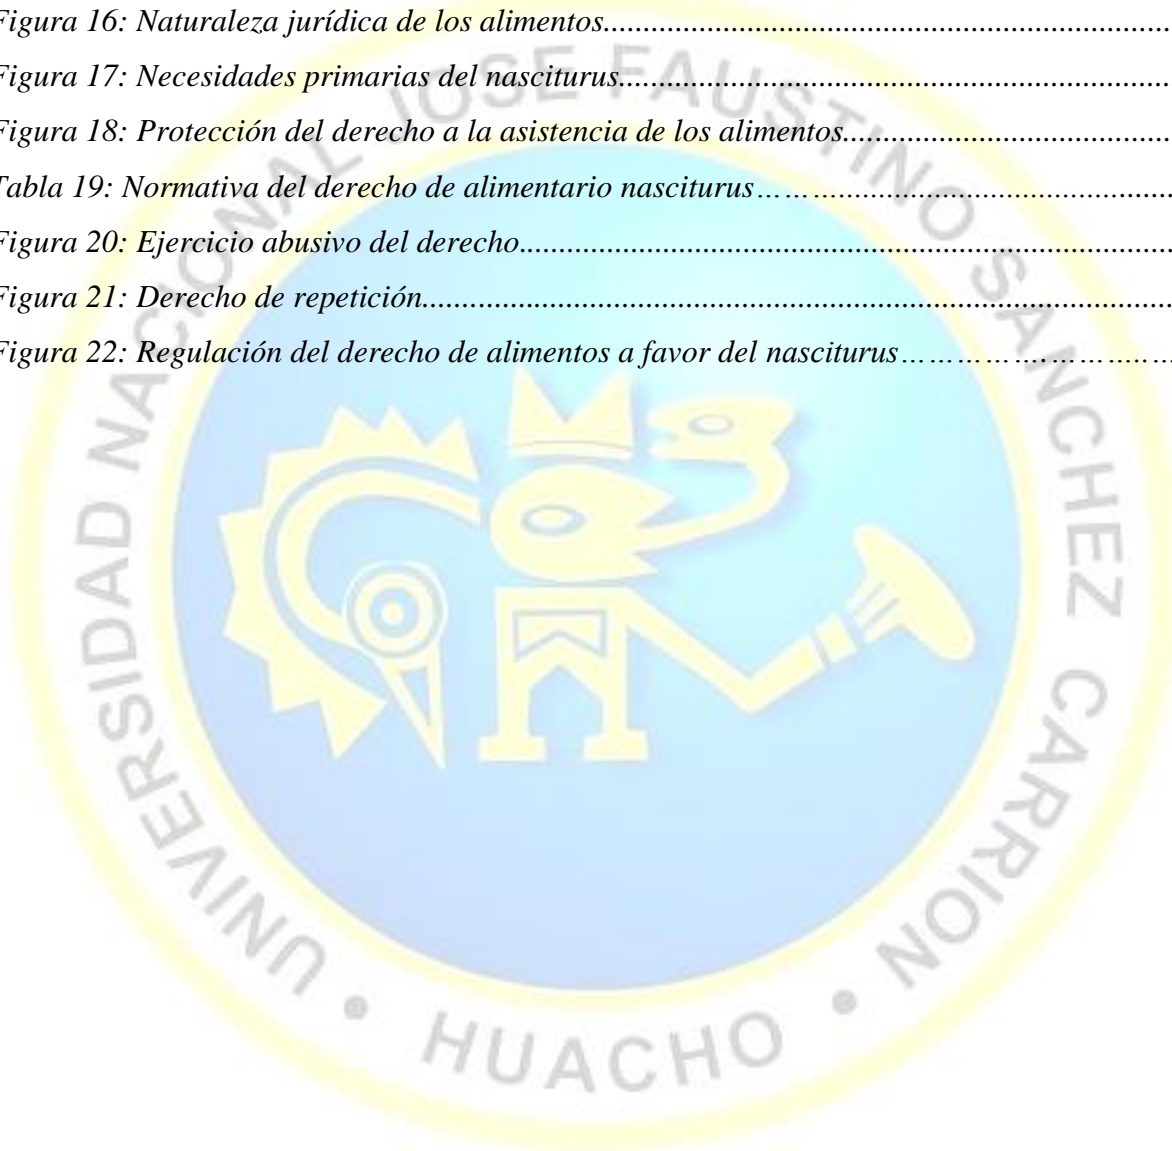 Figura 16: Naturaleza jurídica de los alimentos......................................................................
Figura 17: Necesidades primarias del nasciturus....................................................................
Figura 18: Protección del derecho a la asistencia de los alimentos........................................
Tabla 19: Normativa del derecho de alimentario nasciturus…...............................................
Figura 20: Ejercicio abusivo del derecho................................................................................
Figura 21: Derecho de repetición............................................................................................
Figura 22: Regulación del derecho de alimentos a favor del nasciturus…………….………..…..
UNIVERSIDAD NACIONAL JOSE FAUSTINO SANCHEZ CARRION
• HUACHO •